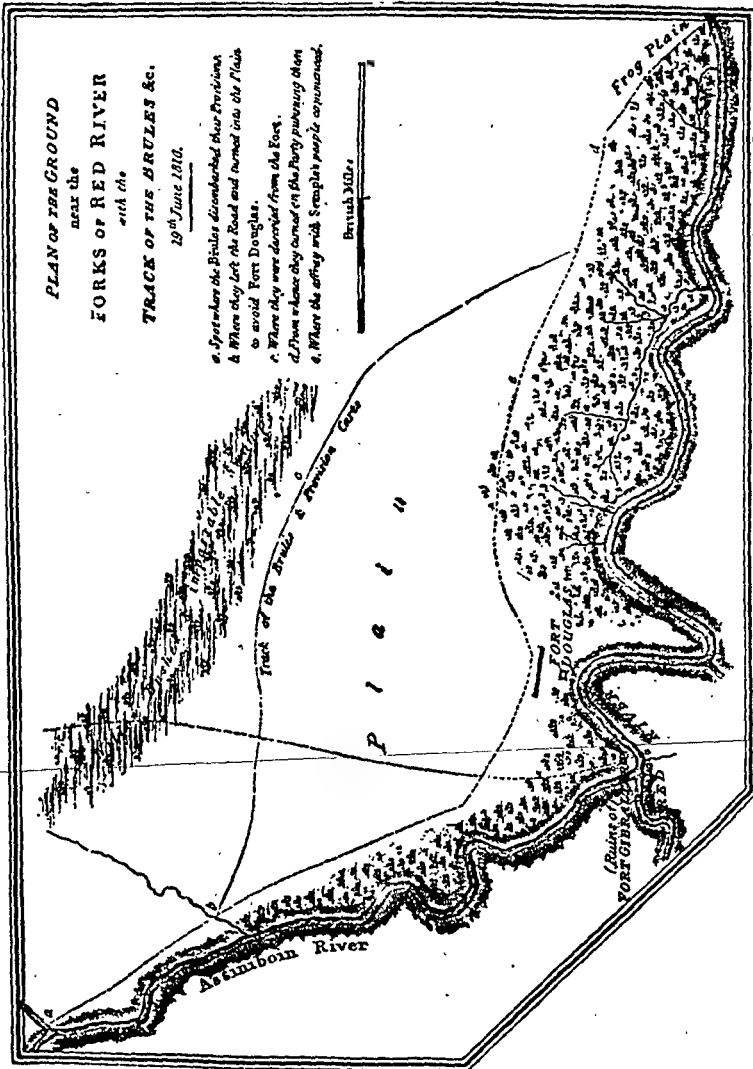 PLAN OF THE GROUND
near the
FORKS OF RED RIVER
with the
TRACK OF THE BRULES &c.
19th June 1816.
a. Spot where the Brules disembarked their Provisions.
b. Where they left the Road and turned into the Plain
to avoid Fort Douglas.
c. Where they were descried from the Fort.
d. From whence they turned on the Party pursuing them
e. Where the affray with Semple's people commenced.
British Miles
Frog Plain
d
e
c
Track of the Brules & Provision Carts
Impassable
Plain
FORT
DOUGLAS
b
RED RIVER
Ruins of
FORT GIBRALTAR
Assiniboin River
a